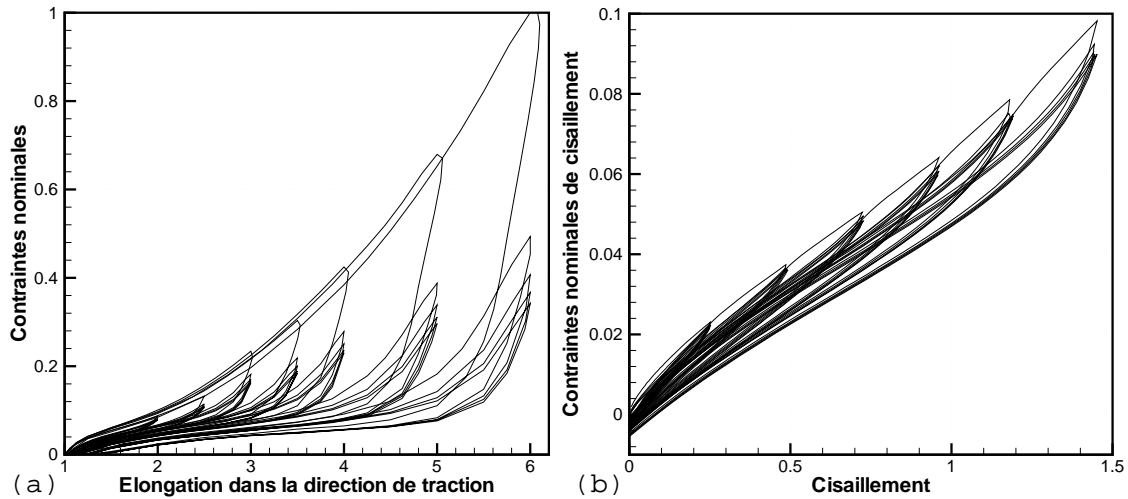 1
0.8
0.6
0.4
0.2
0
1 2 3 4 5 6
Contraintes nominales
Elongation dans la direction de traction
(a)
0.1
0.08
0.06
0.04
0.02
0
0 0.5 1 1.5
Contraintes nominales de cisaillement
Cisaillement
(b)